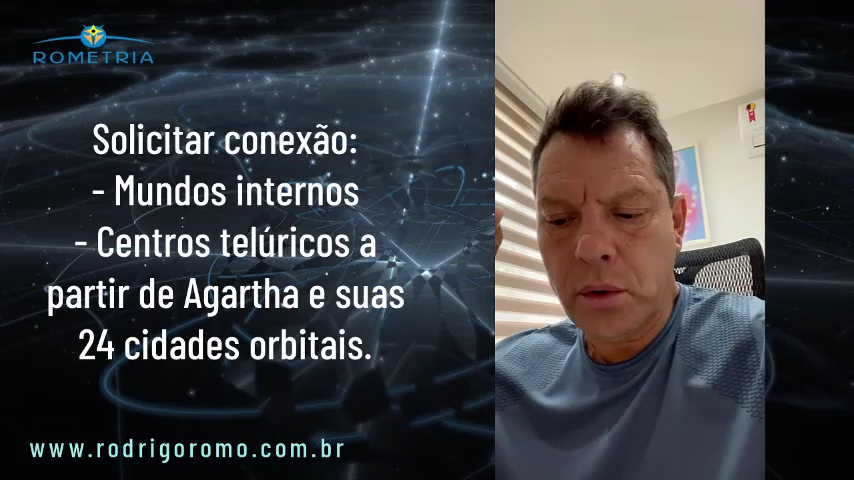 ROMETRIA
Solicitar conexão:
- Mundos internos
- Centros telúricos a
partir de Agartha e suas
24 cidades orbitais.
www.rodrigoromo.com.br